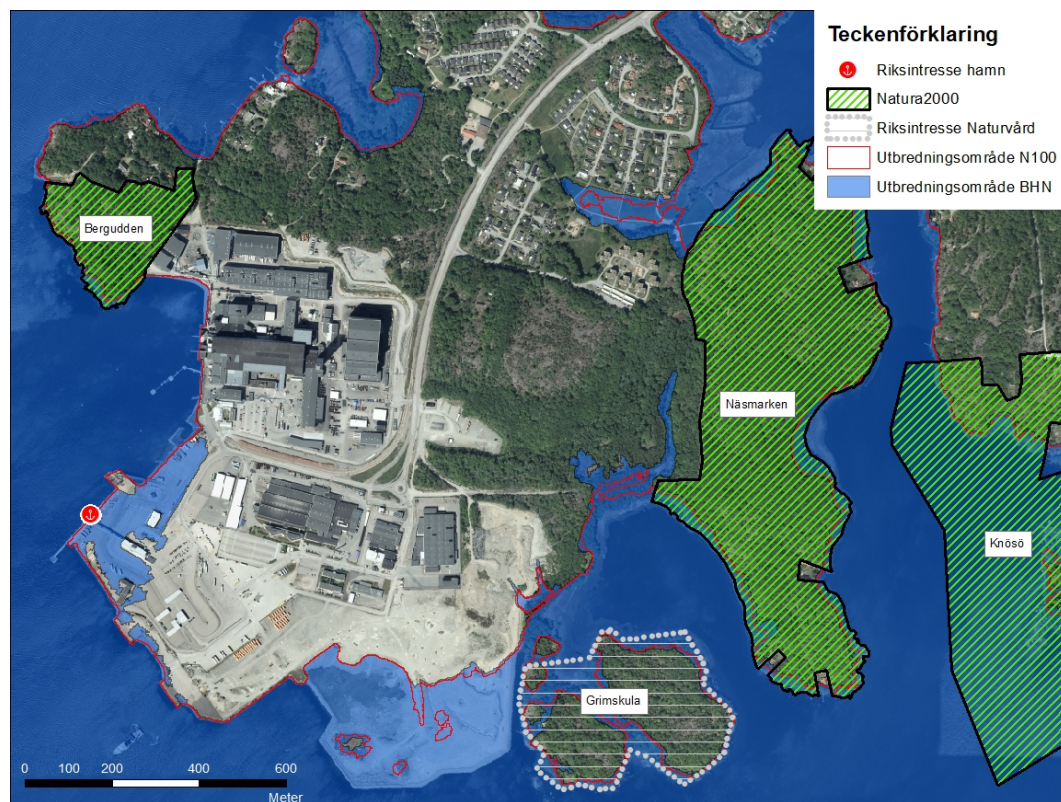 Teckenförklaring
Riksintresse hamn
Natura2000
Riksintresse Naturvård
Utbredningsområde N100
Utbredningsområde BHN
Bergudden
Näsmarken
Knösö
Grimskula
0 100 200 400 600
Meter